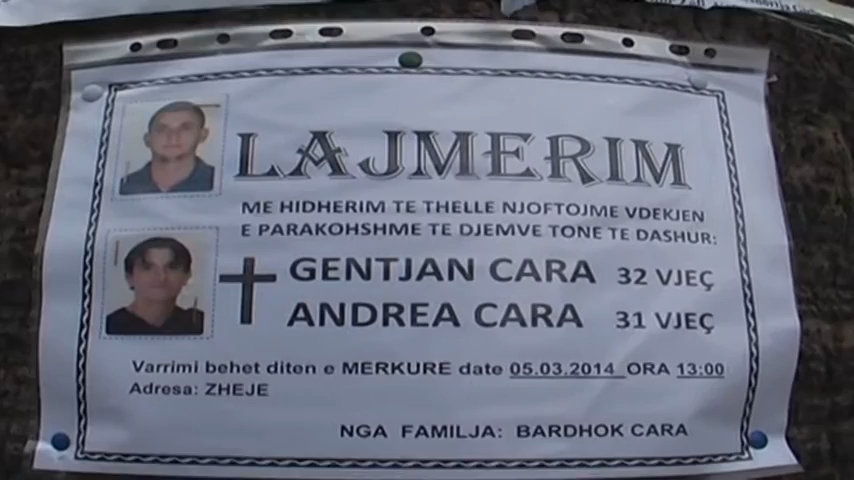 LAJMERIM
ME HIDHERIM TE THELLE NJOFTOJME VDEKJEN
E PARAKOHSHME TE DJEMVE TONE TE DASHUR:
GENTJAN CARA 32 VJEÇ
ANDREA CARA 31 VJEÇ
Varrimi behet diten e MERKURE date 05.03.2014 ORA 13:00
Adresa: ZHEJE
NGA FAMILJA: BARDHOK CARA